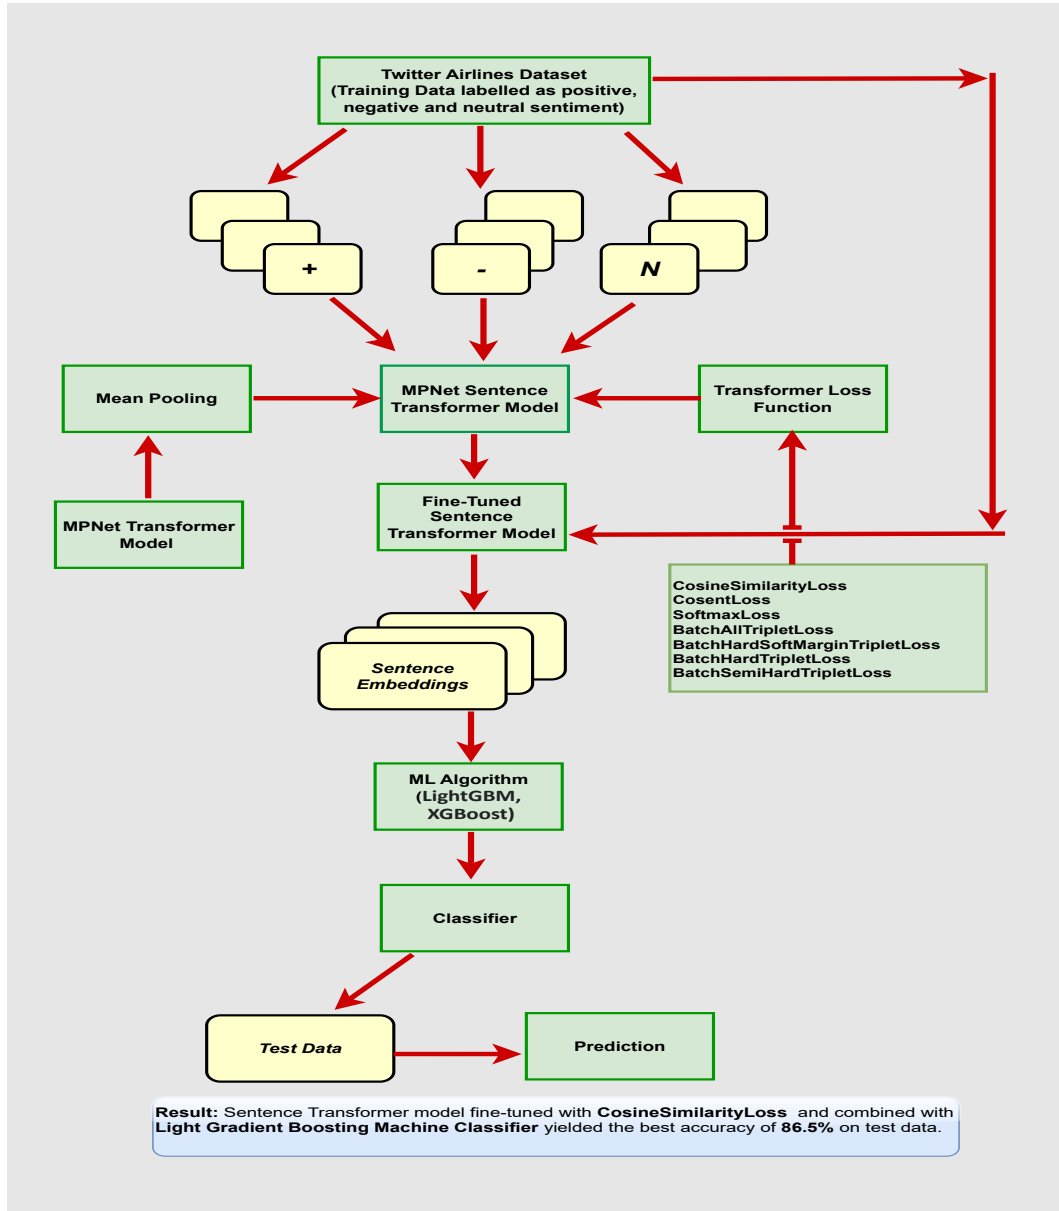 Twitter Airlines Dataset
(Training Data labelled as positive,
negative and neutral sentiment)
+
-
N
Mean Pooling
MPNet Sentence
Transformer Model
Transformer Loss
Function
MPNet Transformer
Model
Fine-Tuned
Sentence
Transformer Model
CosineSimilarityLoss
CosentLoss
SoftmaxLoss
BatchAllTripletLoss
BatchHardSoftMarginTripletLoss
BatchHardTripletLoss
BatchSemiHardTripletLoss
Sentence
Embeddings
ML Algorithm
(LightGBM,
XGBoost)
Classifier
Test Data
Prediction
Result: Sentence Transformer model fine-tuned with CosineSimilarityLoss and combined with
Light Gradient Boosting Machine Classifier yielded the best accuracy of 86.5% on test data.